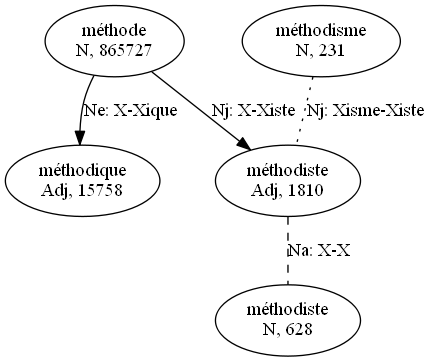 méthode
N, 865727
méthodisme
N, 231
Ne: X-Xique
Nj: X-Xiste
Nj: Xisme-Xiste
méthodique
Adj, 15758
méthodiste
Adj, 1810
Na: X-X
méthodiste
N, 628